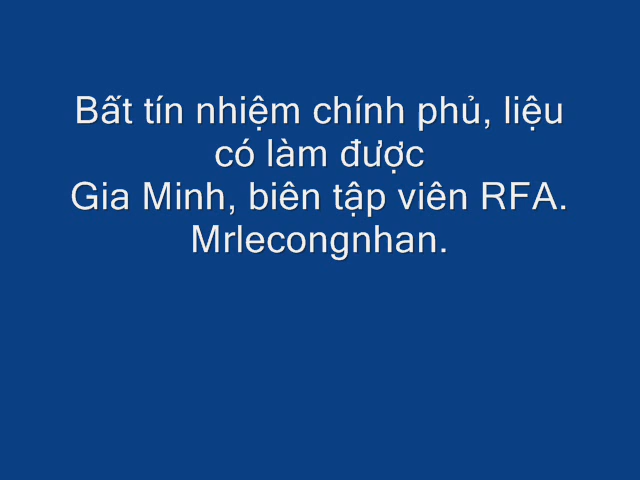 Bất tín nhiệm chính phủ, liệu
có làm được
Gia Minh, biên tập viên RFA.
Mrlecongnhan.